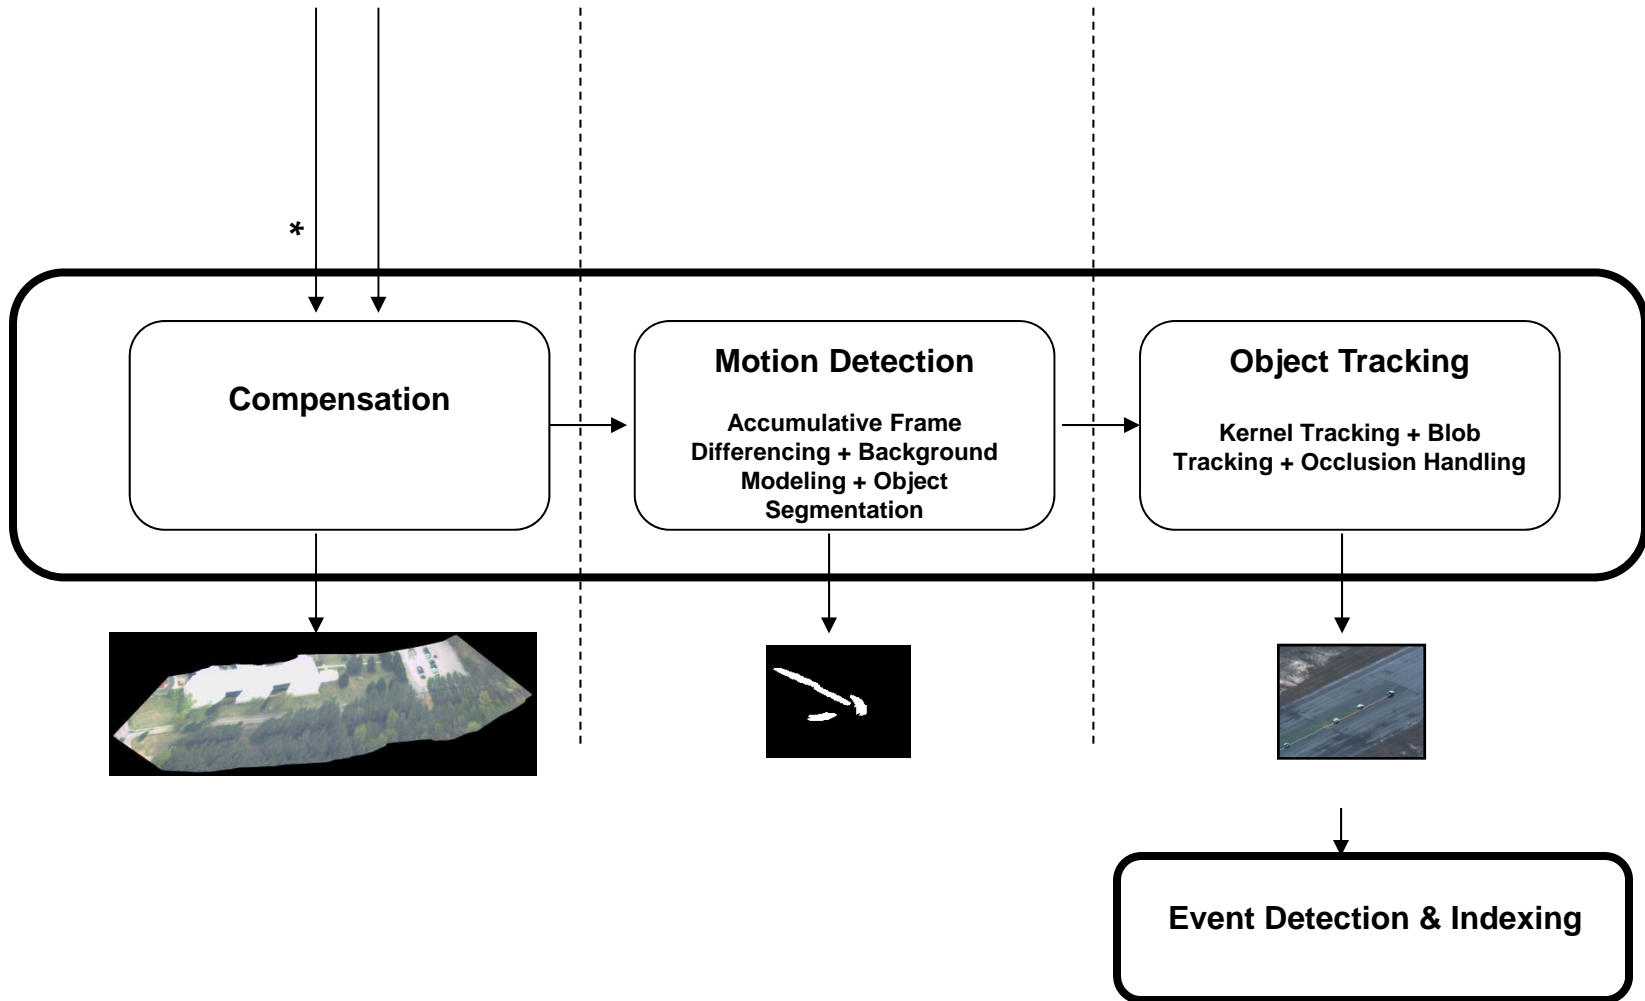 *
Compensation
Motion Detection
Accumulative Frame
Differencing + Background
Modeling + Object
Segmentation
Object Tracking
Kernel Tracking + Blob
Tracking + Occlusion Handling
Event Detection & Indexing